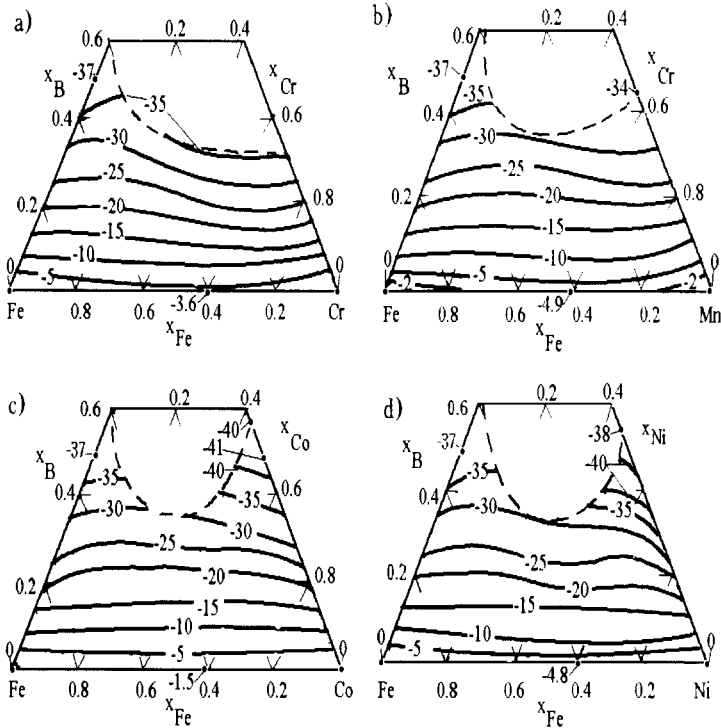 a)
0.6 0.2 0.4
x_B -37 x_Cr
-35
0.4 0.6
-30
-25
0.2 -20 0.8
-15
-10
0 -5 0
-3.6
Fe 0.8 0.6 0.4 0.2 Cr
x_Fe
b)
0.6 0.2 0.4
-37 x_Cr
x_B -35 -34
0.4 0.6
-30
-25
0.2 -20 0.8
-15
-10
0 -5 0
-2 -4.9 -2
Fe 0.8 0.6 0.4 0.2 Mn
x_Fe
c)
0.6 0.2 0.4
-40 x_Co
-37 -41
x_B -40
-35
0.4 -35 0.6
-30 -30
-25
0.2 -20 0.8
-15
-10
0 -5 0
Fe 0.8 -1.5 0.4 0.2 Co
x_Fe
d)
0.6 0.2 0.4
-38 x_Ni
-37
x_B -40
-35
0.4 -35 0.6
-30
-25
0.2 -20 0.8
-15
-10
0 -5 0
-4.8
Fe 0.8 0.6 0.4 0.2 Ni
x_Fe